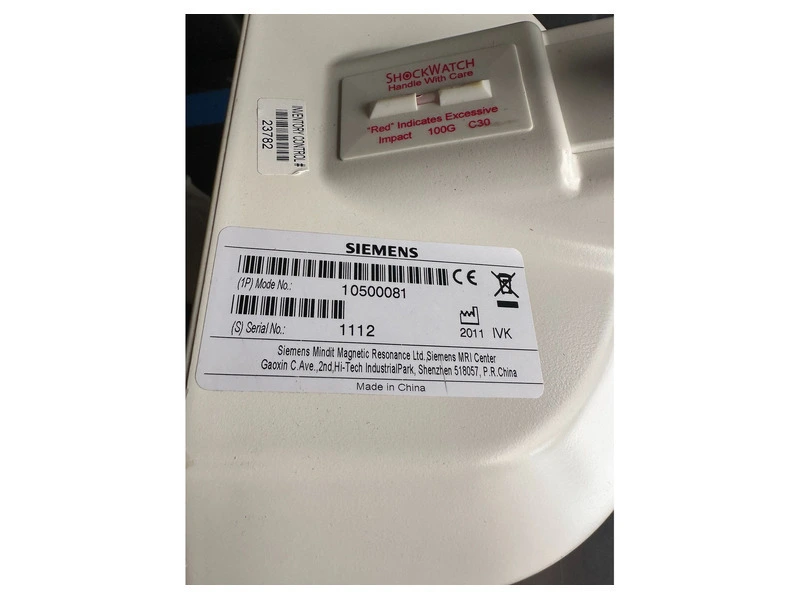 SHOCKWATCH
Handle With Care
"Red" Indicates Excessive
Impact 100G C30
INVENTORY CONTROL #
23782
SIEMENS
(1P) Mode No.: 10500081
(S) Serial No.: 1112
2011 IVK
Siemens Mindit Magnetic Resonance Ltd,Siemens MRI Center
Gaoxin C.Ave.,2nd,Hi-Tech IndustrialPark, Shenzhen 518057, P.R.China
Made in China